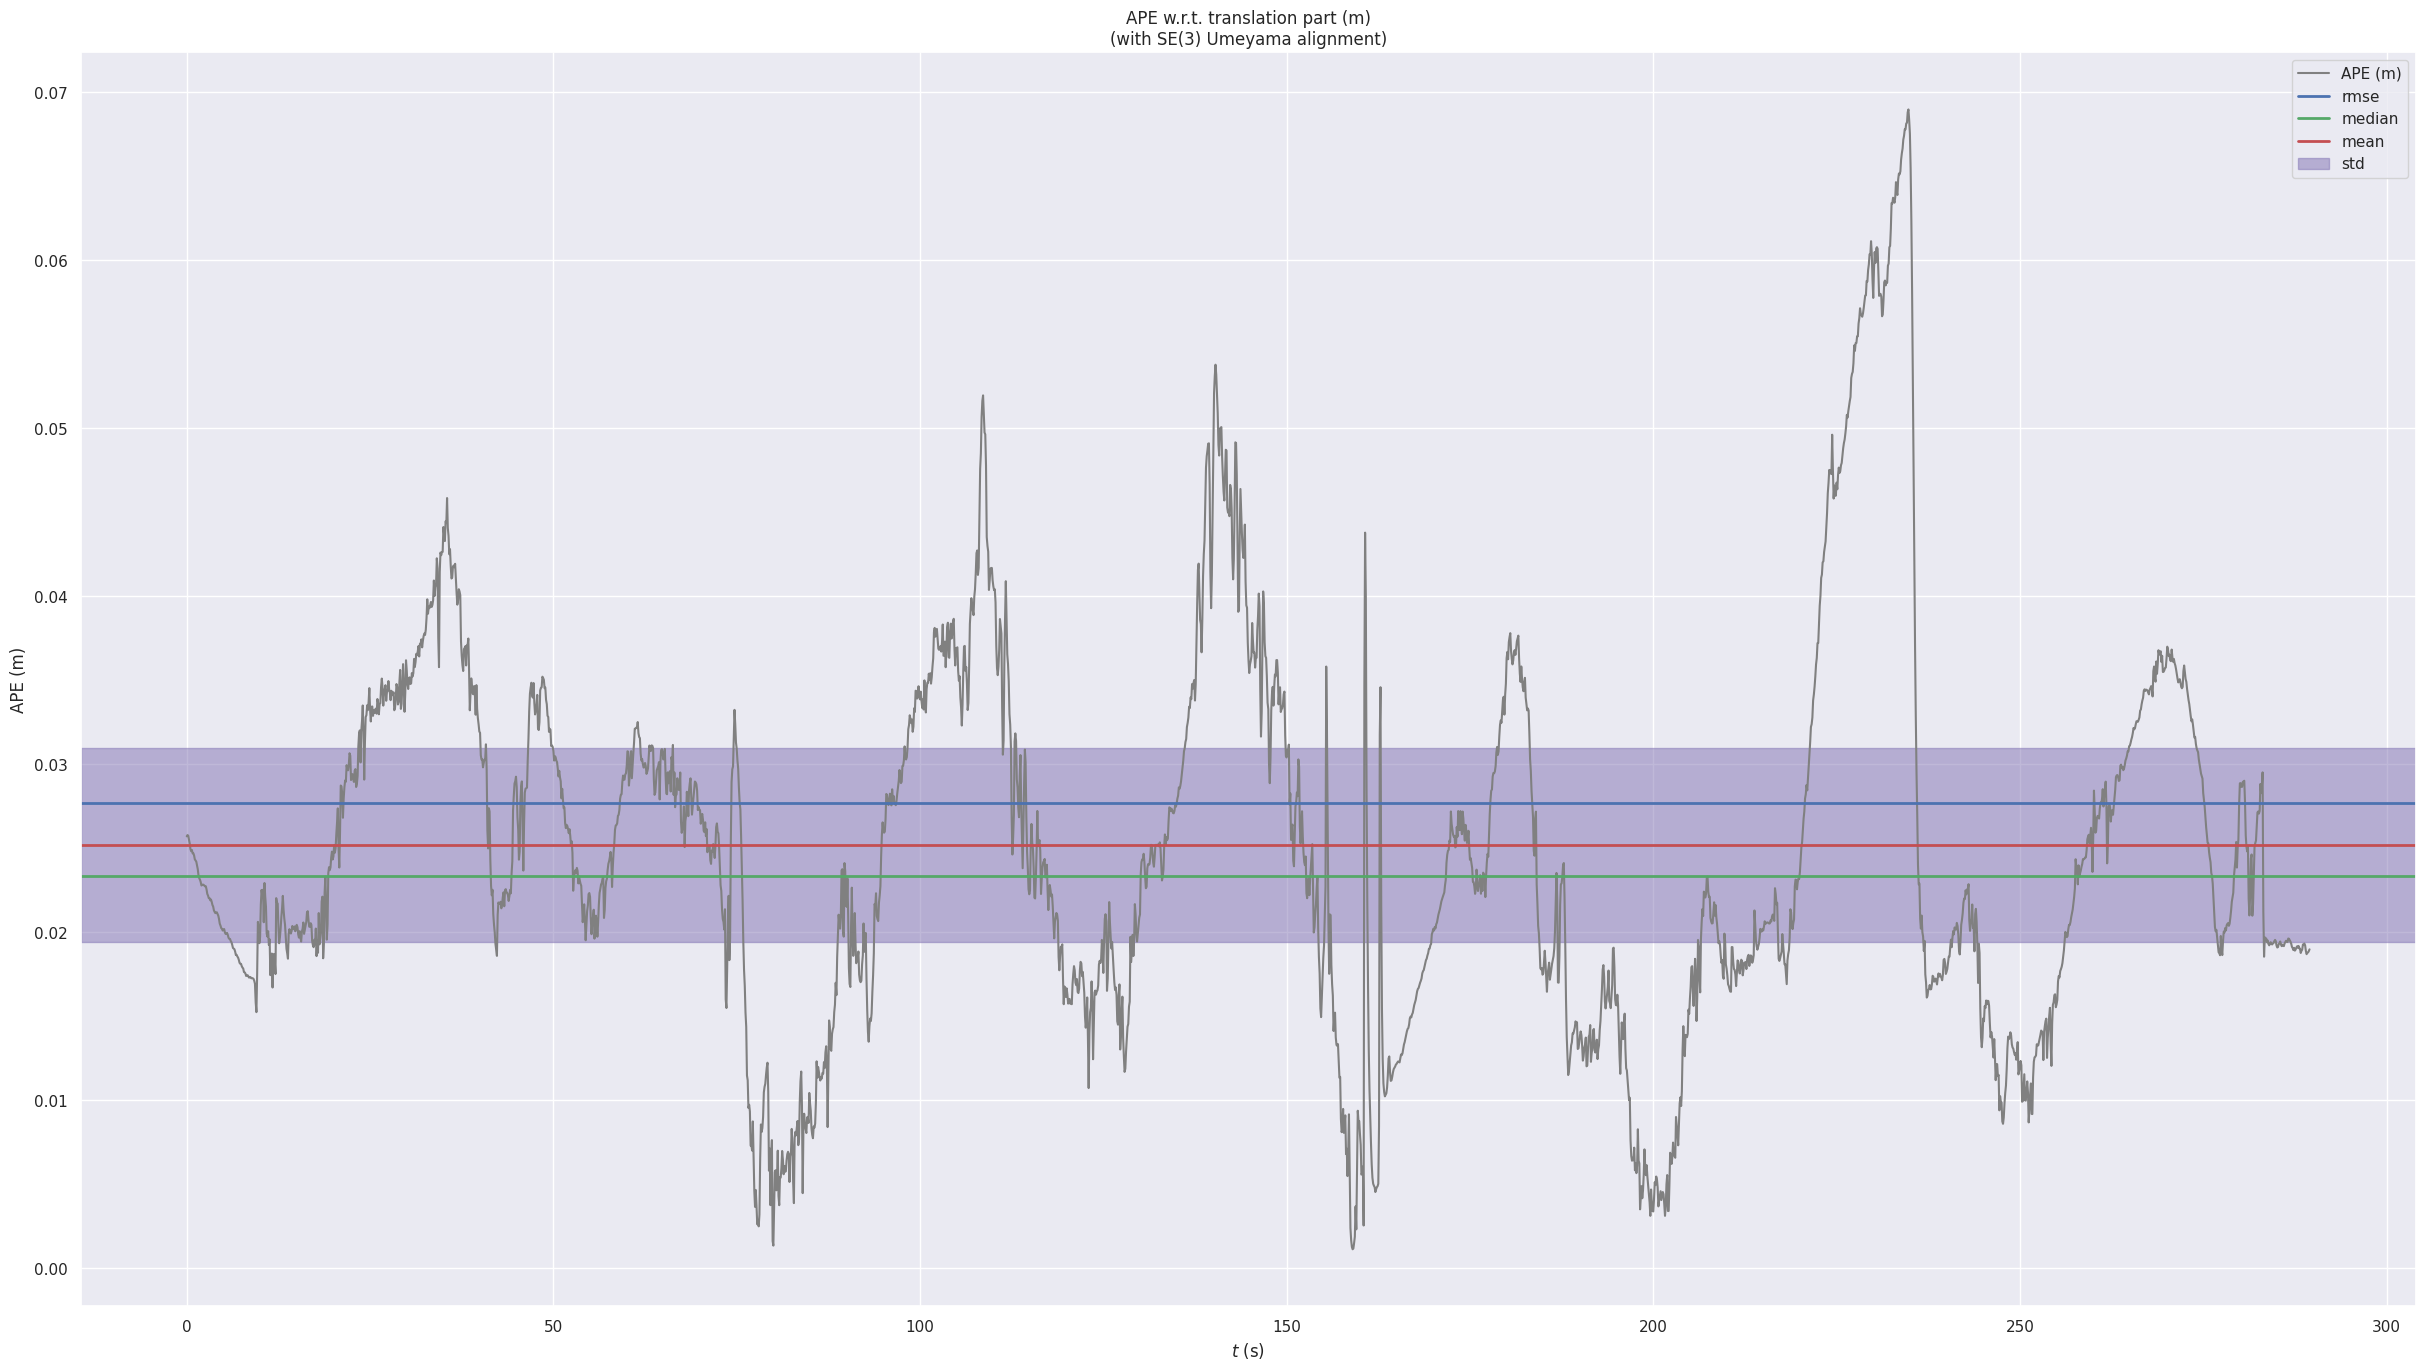 APE w.r.t. translation part (m)
(with SE(3) Umeyama alignment)
APE (m)
rmse
median
mean
std
0.07
0.06
0.05
0.04
0.03
0.02
0.01
0.00
APE (m)
0 50 100 150 200 250 300
t (s)